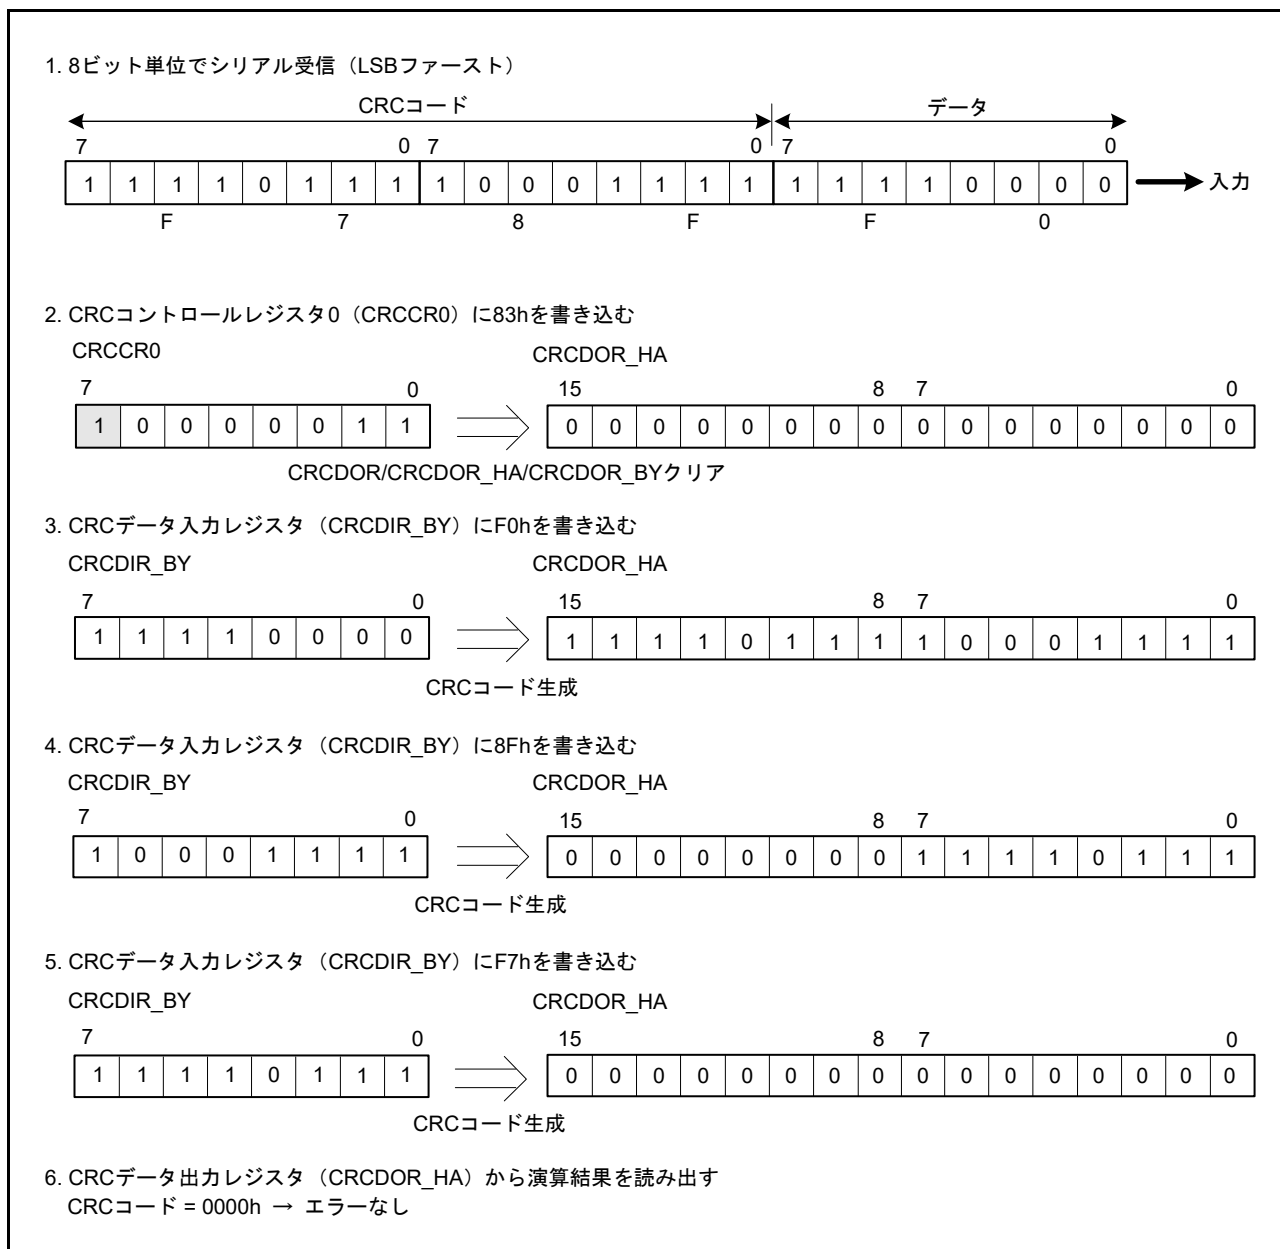 1. 8ビット単位でシリアル受信（LSBファースト）
CRCコード データ
7 0 7 0 7 0
1 1 1 1 0 1 1 1 1 0 0 0 1 1 1 1 1 1 1 1 0 0 0 0 入力
F 7 8 F F 0
2. CRCコントロールレジスタ0（CRCCR0）に83hを書き込む
CRCCR0 CRCDOR_HA
7 0 15 8 7 0
1 0 0 0 0 0 1 1 0 0 0 0 0 0 0 0 0 0 0 0 0 0 0 0
CRCDOR/CRCDOR_HA/CRCDOR_BYクリア
3. CRCデータ入力レジスタ（CRCDIR_BY）にF0hを書き込む
CRCDIR_BY CRCDOR_HA
7 0 15 8 7 0
1 1 1 1 0 0 0 0 1 1 1 1 0 1 1 1 1 0 0 0 1 1 1 1
CRCコード生成
4. CRCデータ入力レジスタ（CRCDIR_BY）に8Fhを書き込む
CRCDIR_BY CRCDOR_HA
7 0 15 8 7 0
1 0 0 0 1 1 1 1 0 0 0 0 0 0 0 0 1 1 1 1 0 1 1 1
CRCコード生成
5. CRCデータ入力レジスタ（CRCDIR_BY）にF7hを書き込む
CRCDIR_BY CRCDOR_HA
7 0 15 8 7 0
1 1 1 1 0 1 1 1 0 0 0 0 0 0 0 0 0 0 0 0 0 0 0 0
CRCコード生成
6. CRCデータ出力レジスタ（CRCDOR_HA）から演算結果を読み出す
CRCコード = 0000h → エラーなし